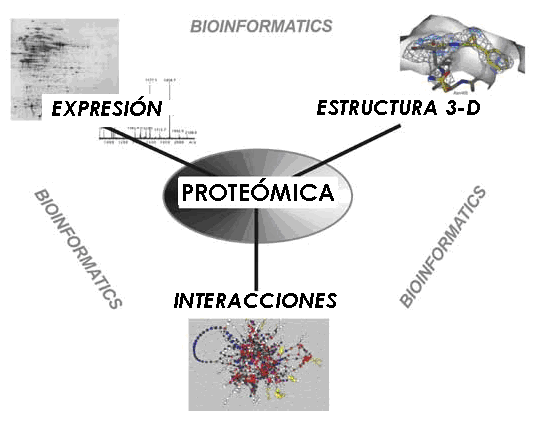 BIOINFORMATICS
EXPRESIÓN
ESTRUCTURA 3-D
PROTEÓMICA
BIOINFORMATICS
BIOINFORMATICS
INTERACCIONES